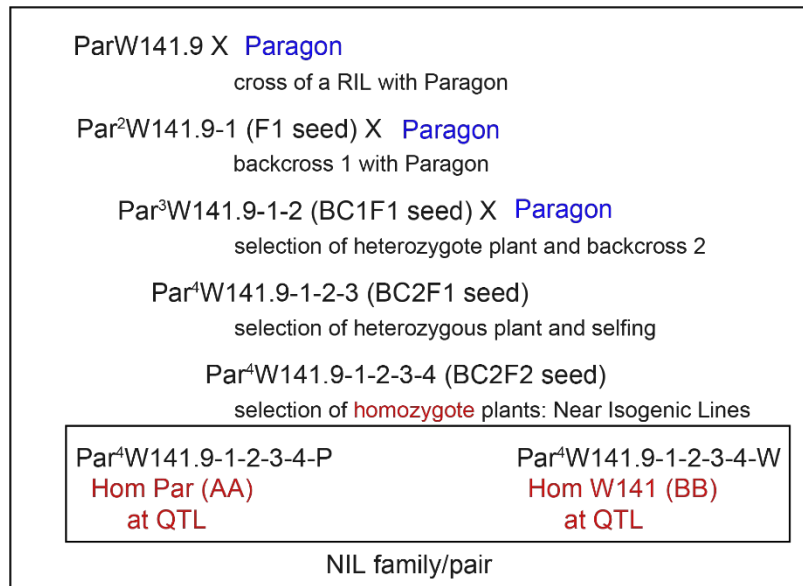 ParW141.9 X Paragon
cross of a RIL with Paragon
Par²W141.9-1 (F1 seed) X Paragon
backcross 1 with Paragon
Par³W141.9-1-2 (BC1F1 seed) X Paragon
selection of heterozygote plant and backcross 2
Par⁴W141.9-1-2-3 (BC2F1 seed)
selection of heterozygous plant and selfing
Par⁴W141.9-1-2-3-4 (BC2F2 seed)
selection of homozygote plants: Near Isogenic Lines
Par⁴W141.9-1-2-3-4-P
Hom Par (AA)
at QTL
Par⁴W141.9-1-2-3-4-W
Hom W141 (BB)
at QTL
NIL family/pair